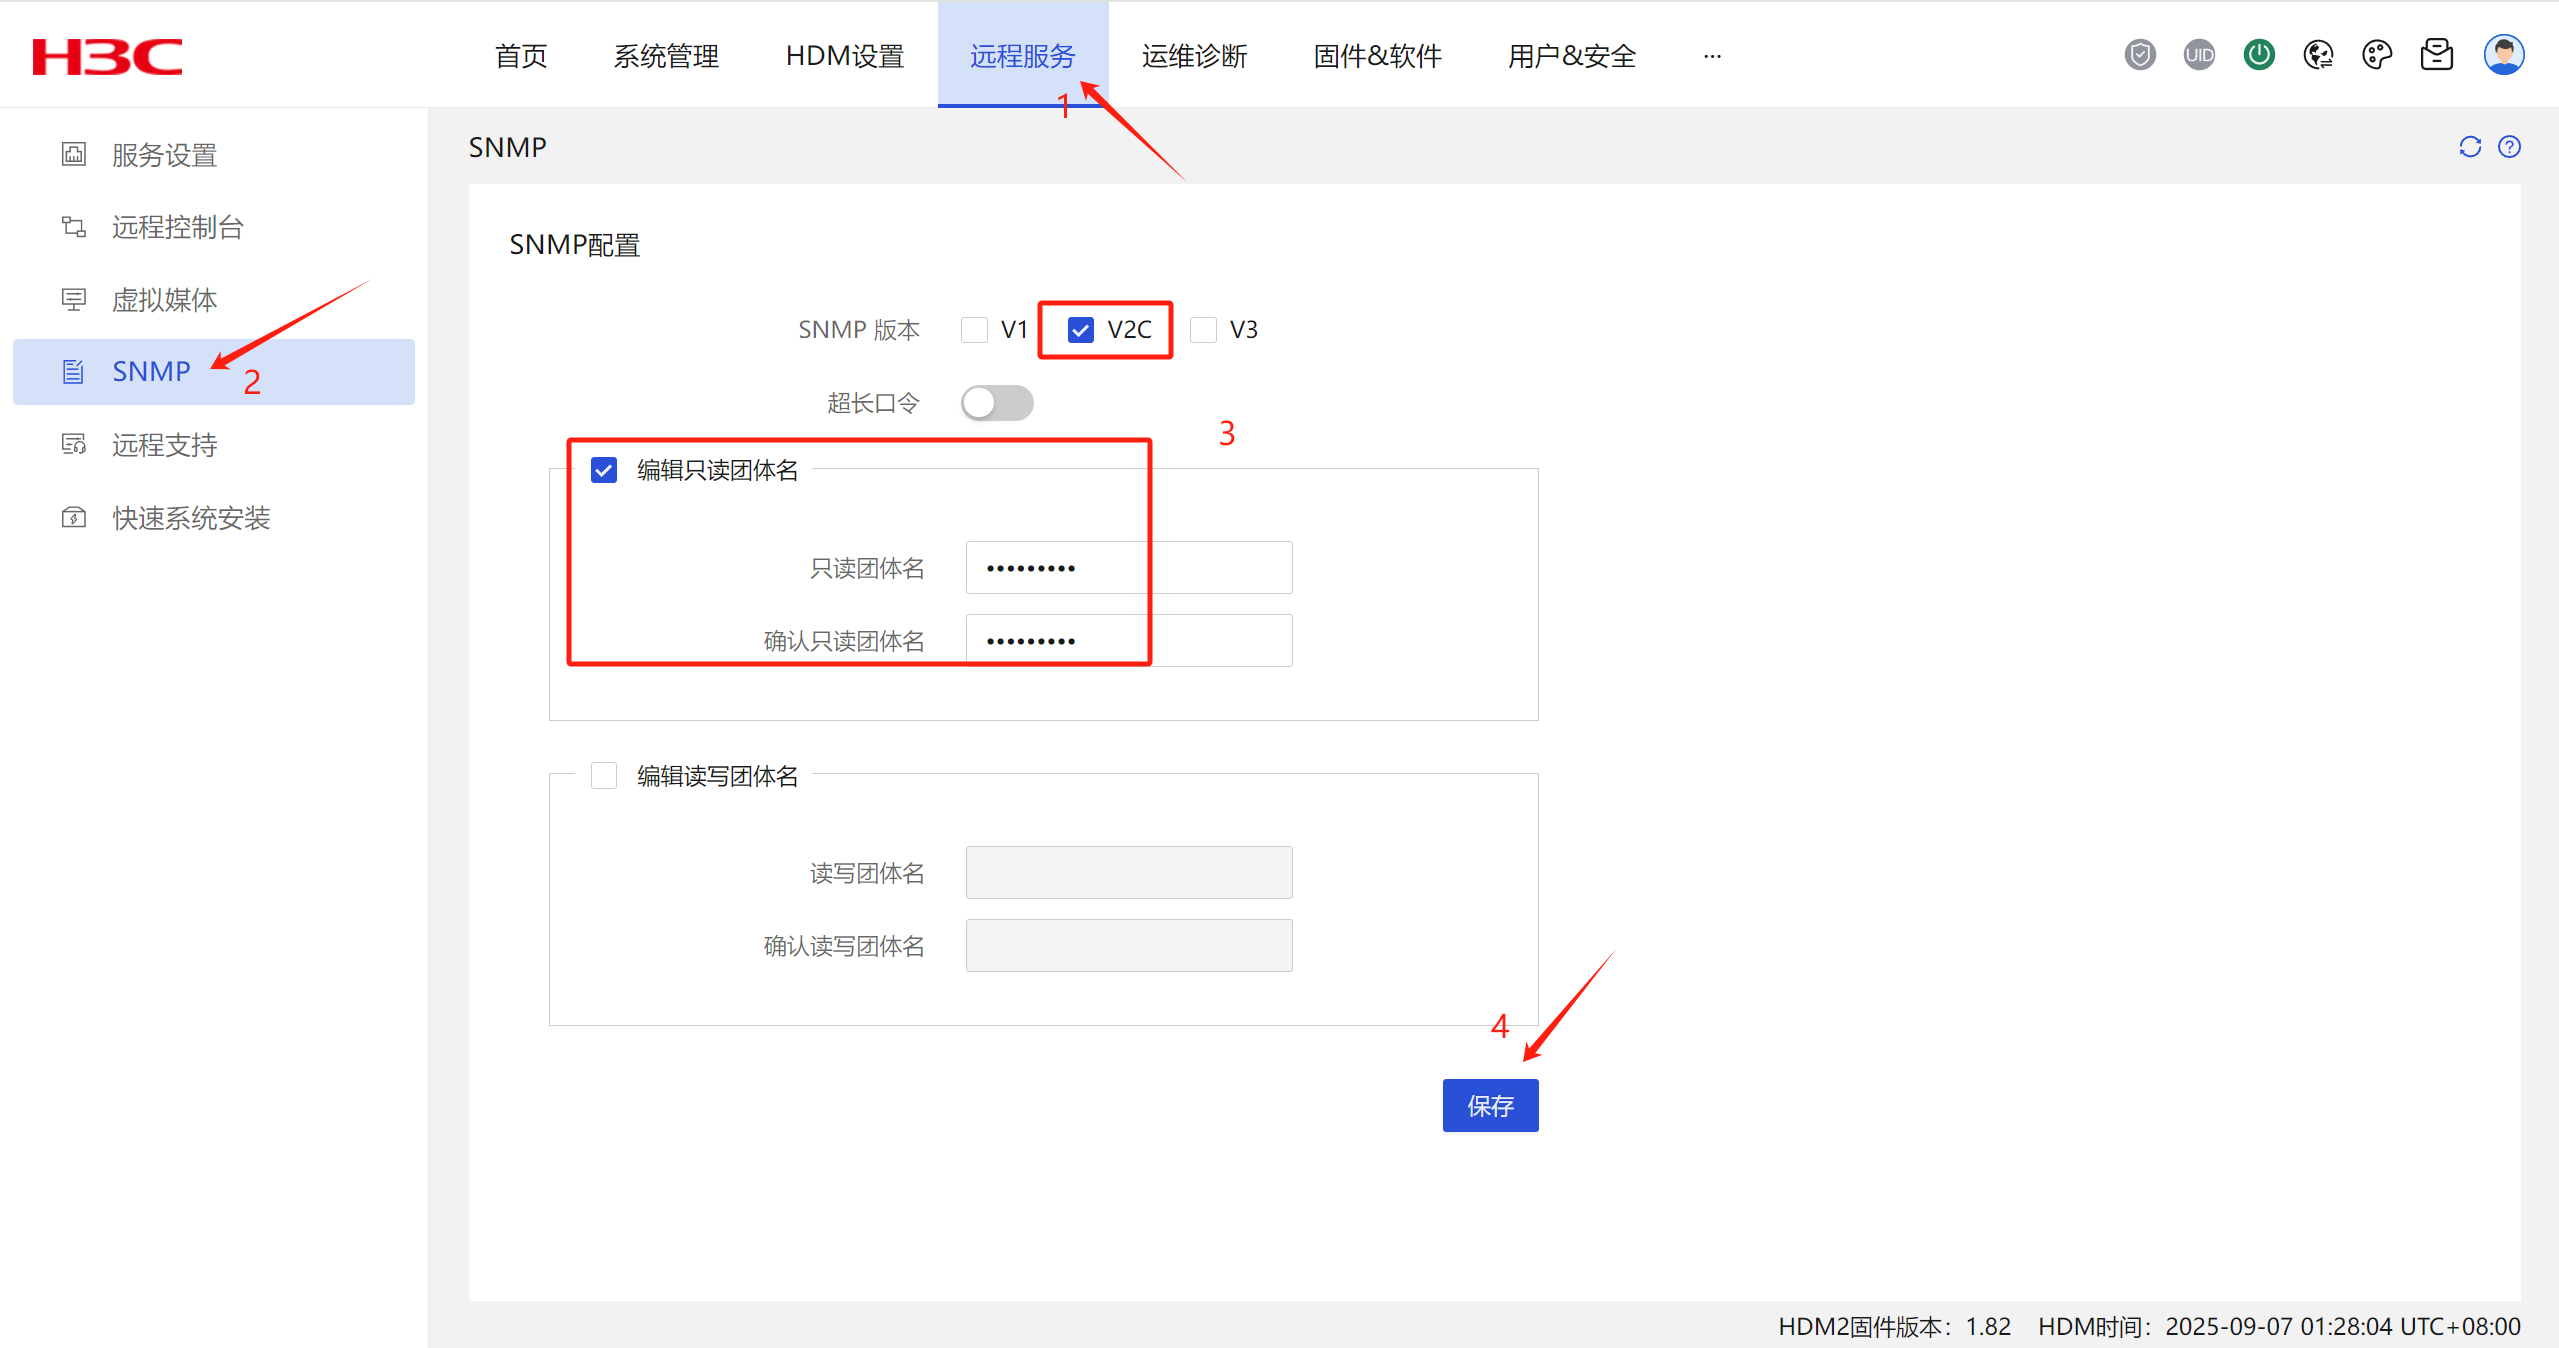 H3C
首页 系统管理 HDM设置 远程服务 运维诊断 固件&软件 用户&安全 ...
UID
1
服务设置
远程控制台
虚拟媒体
SNMP
2
远程支持
快速系统安装
SNMP
SNMP配置
SNMP 版本 V1 V2C V3
超长口令
3
编辑只读团体名
只读团体名 •••••••••
确认只读团体名 •••••••••
编辑读写团体名
读写团体名
确认读写团体名
4
保存
HDM2固件版本：1.82 HDM时间：2025-09-07 01:28:04 UTC+08:00